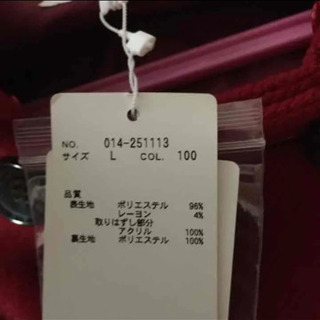 NO. 014-251113
サイズ L COL. 100
品質
表生地 ポリエステル 96%
レーヨン 4%
取りはずし部分
アクリル 100%
裏生地 ポリエステル 100%